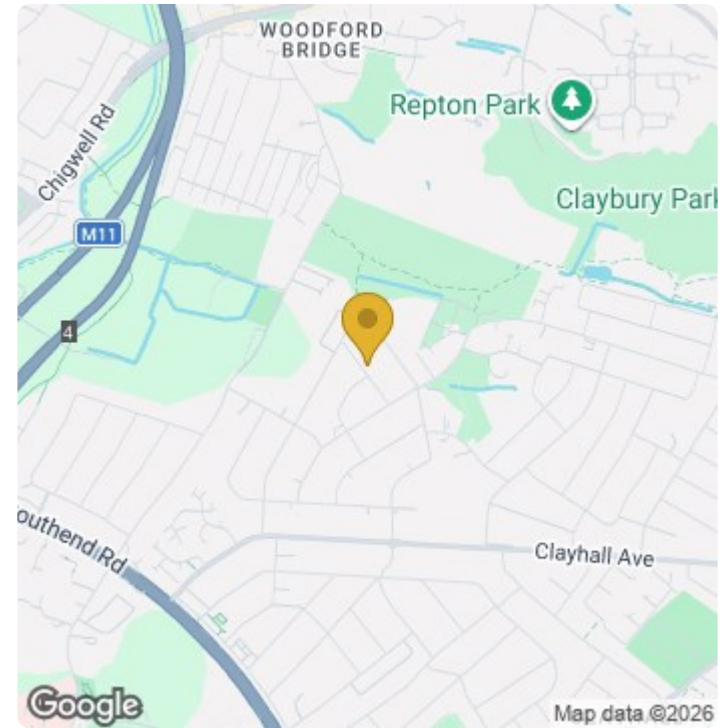 WOODFORD
BRIDGE
Repton Park
Chigwell Rd
Claybury Park
M11
4
outhend Rd
Clayhall Ave
Google
Map data ©2026